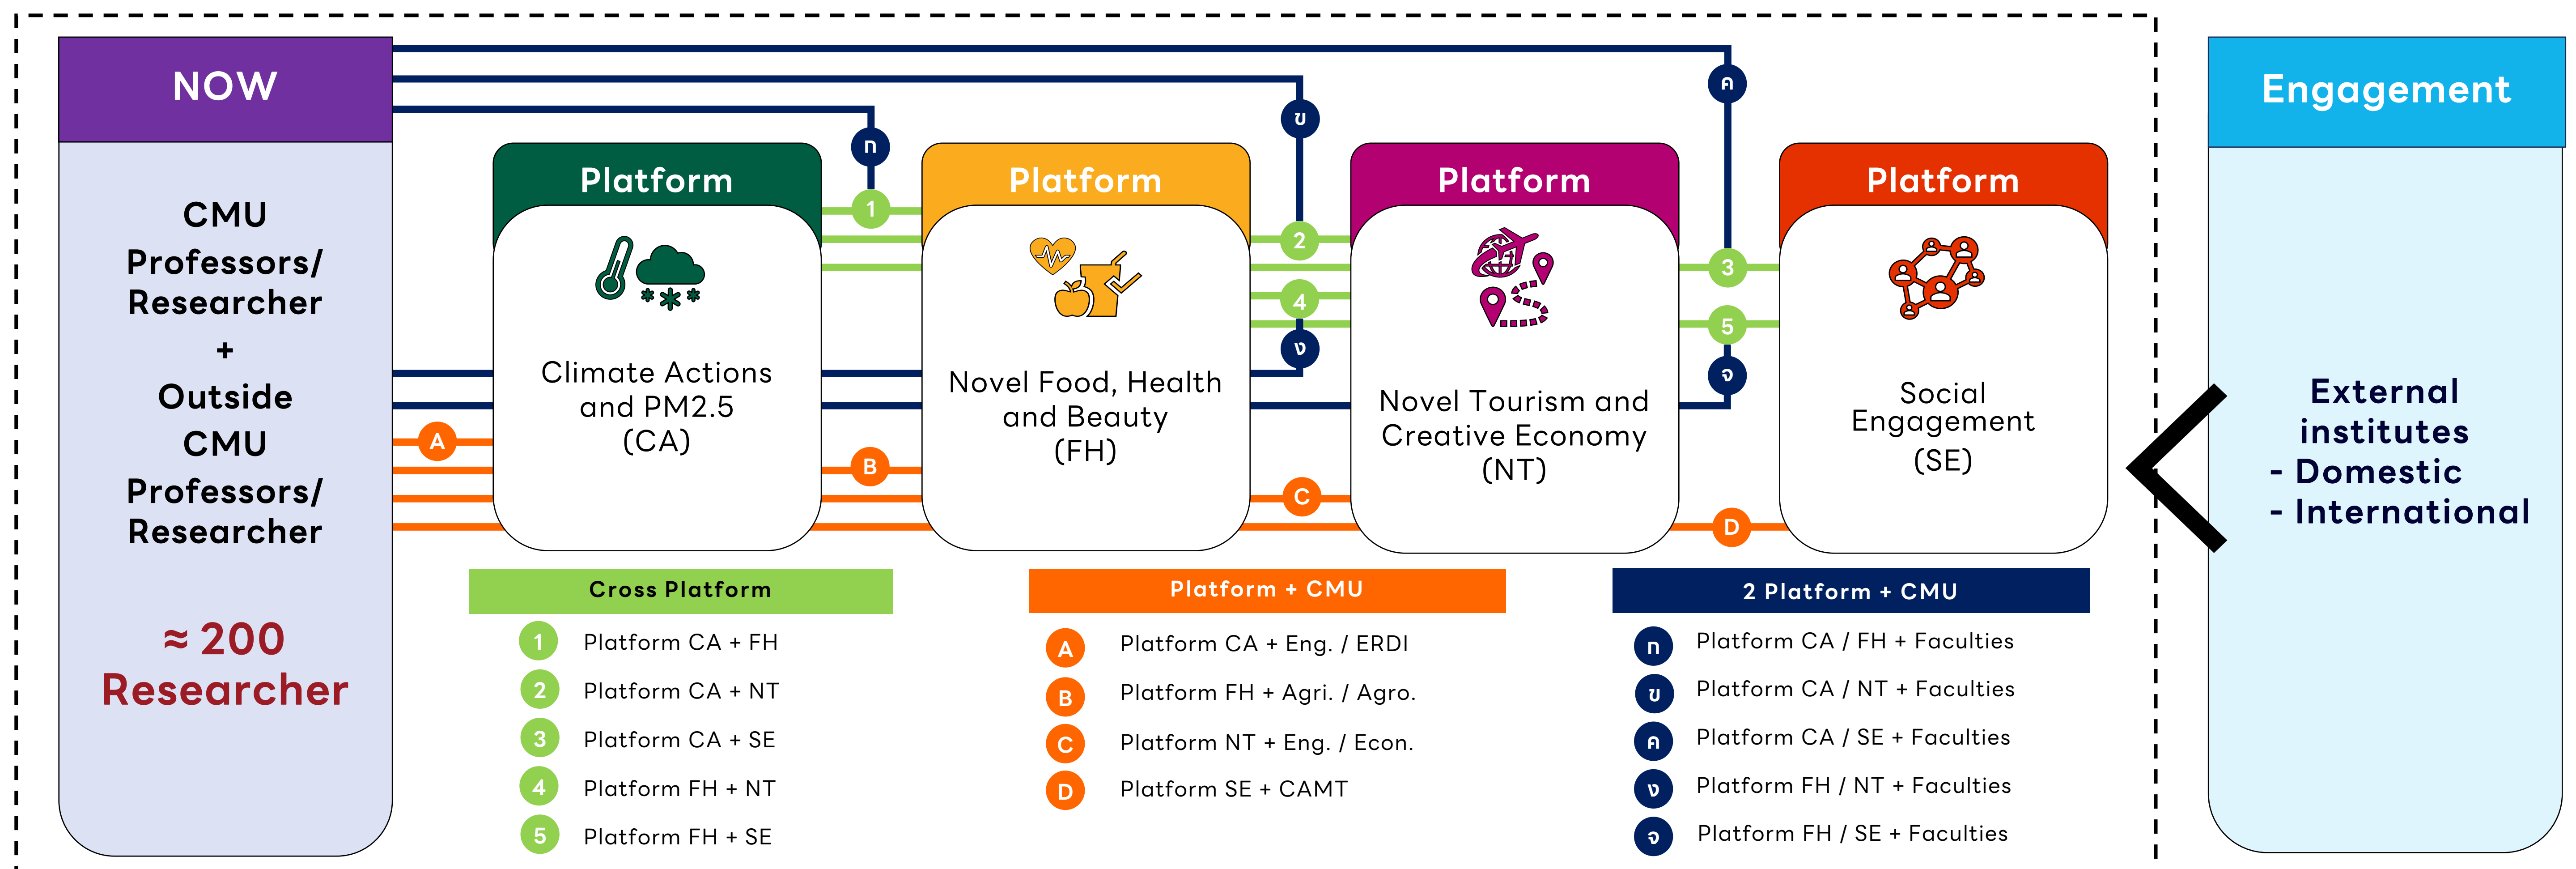 NOW
CMU
Professors/
Researcher
+
Outside
CMU
Professors/
Researcher
≈ 200
Researcher
ก
ข
ค
1
2
3
4
5
ง
จ
A
B
C
D
Platform
Climate Actions
and PM2.5
(CA)
Platform
Novel Food, Health
and Beauty
(FH)
Platform
Novel Tourism and
Creative Economy
(NT)
Platform
Social
Engagement
(SE)
Cross Platform
1 Platform CA + FH
2 Platform CA + NT
3 Platform CA + SE
4 Platform FH + NT
5 Platform FH + SE
Platform + CMU
A Platform CA + Eng. / ERDI
B Platform FH + Agri. / Agro.
C Platform NT + Eng. / Econ.
D Platform SE + CAMT
2 Platform + CMU
ก Platform CA / FH + Faculties
ข Platform CA / NT + Faculties
ค Platform CA / SE + Faculties
ง Platform FH / NT + Faculties
จ Platform FH / SE + Faculties
Engagement
External
institutes
- Domestic
- International